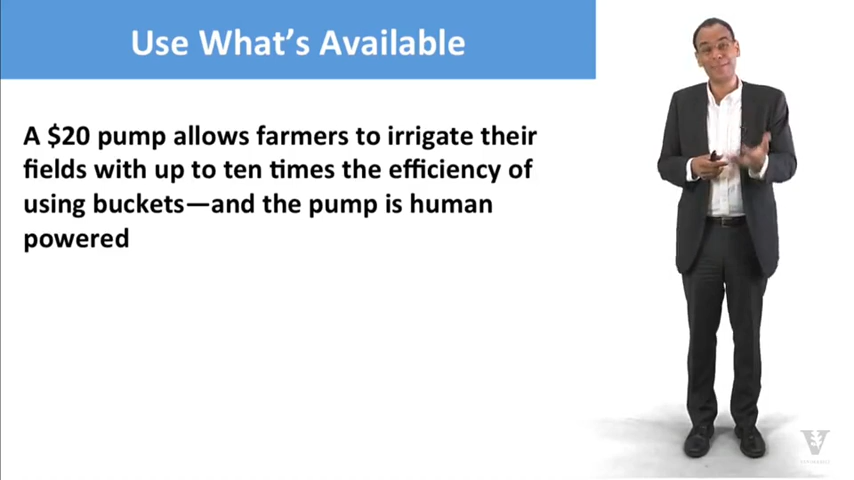 Use What's Available
A $20 pump allows farmers to irrigate their
fields with up to ten times the efficiency of
using buckets—and the pump is human
powered
V